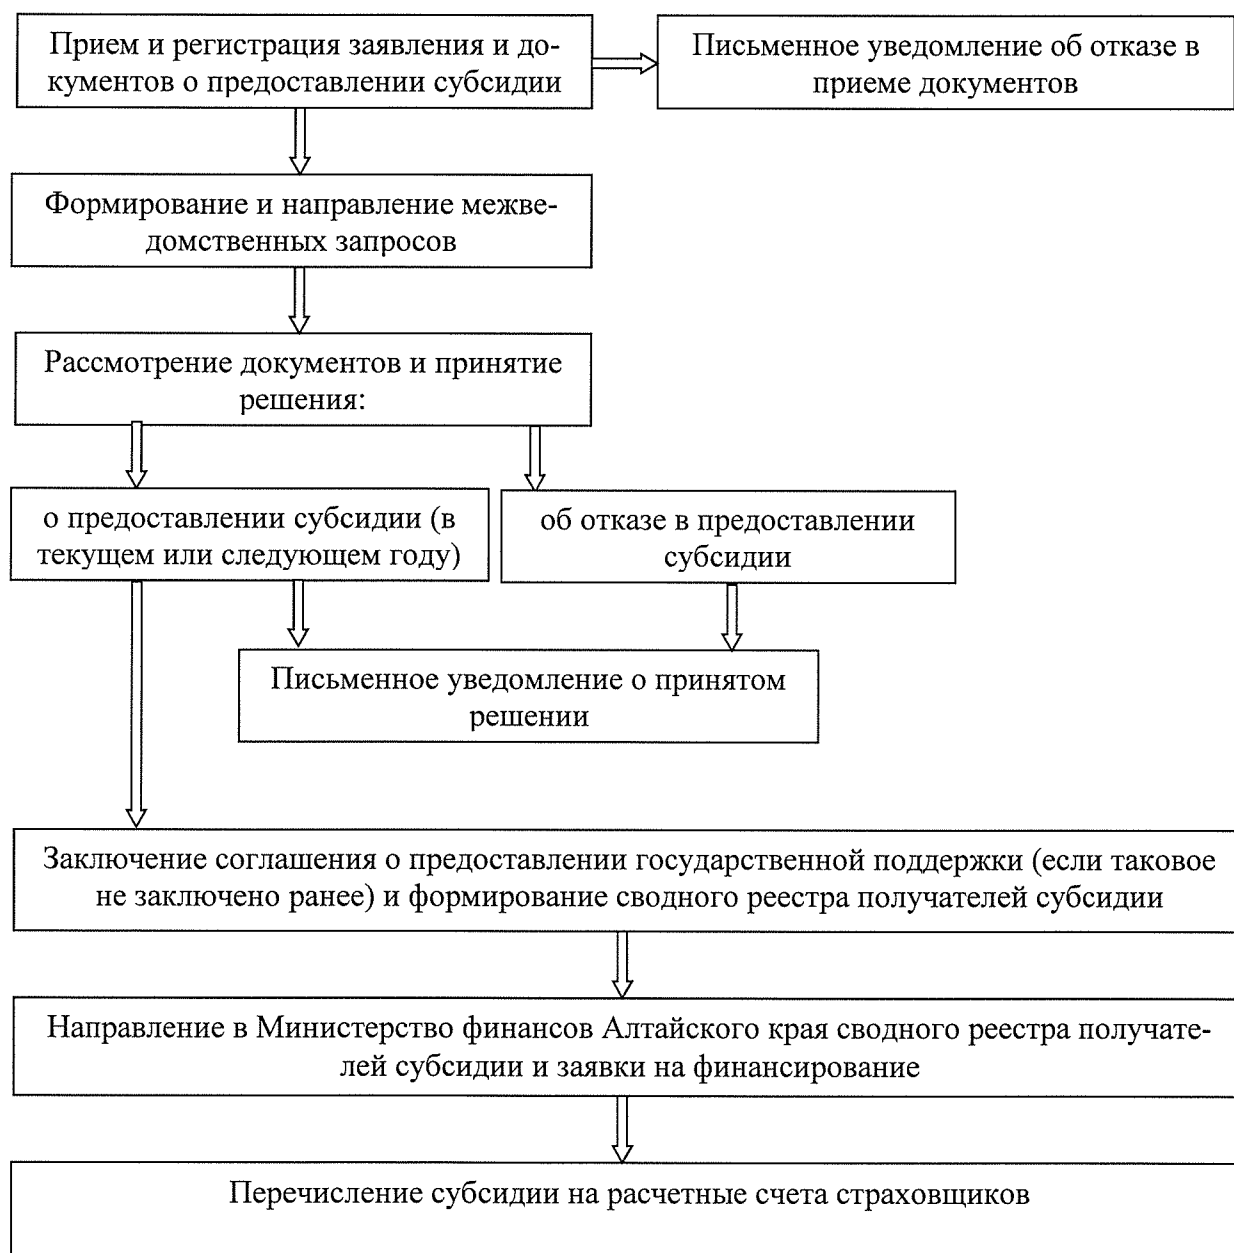 Прием и регистрация заявления и до-
кументов о предоставлении субсидии
Письменное уведомление об отказе в
приеме документов
Формирование и направление межве-
домственных запросов
Рассмотрение документов и принятие
решения:
о предоставлении субсидии (в
текущем или следующем году)
об отказе в предоставлении
субсидии
Письменное уведомление о принятом
решении
Заключение соглашения о предоставлении государственной поддержки (если таковое
не заключено ранее) и формирование сводного реестра получателей субсидии
Направление в Министерство финансов Алтайского края сводного реестра получате-
лей субсидии и заявки на финансирование
Перечисление субсидии на расчетные счета страховщиков